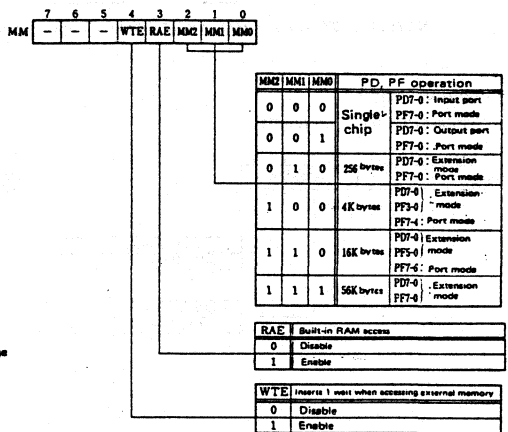 7 6 5 4 3 2 1 0
MM - - - WTE RAE MM2 MM1 MM0
MM2 MM1 MM0 PD, PF operation
0 0 0 Single chip PD7-0 : Input port
PF7-0 : Port mode
0 0 1 PD7-0 : Output port
PF7-0 : Port mode
0 1 0 256 bytes PD7-0 : Extension mode
PF7-0 : Port mode
1 0 0 4K bytes PD7-0 Extension
PF3-0 mode
PF7-4 : Port mode
1 1 0 16K bytes PD7-0 Extension
PF5-0 mode
PF7-6 : Port mode
1 1 1 56K bytes PD7-0 Extension
PF7-0 mode
RAE Built-in RAM access
0 Disable
1 Enable
WTE Inserts 1 wait when accessing external memory
0 Disable
1 Enable